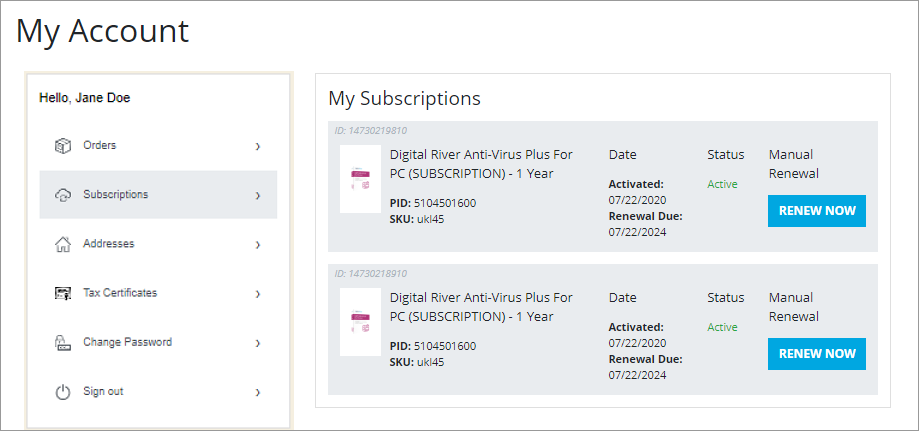 My Account
Hello, Jane Doe
Orders
Subscriptions
Addresses
Tax Certificates
Change Password
Sign out
My Subscriptions
ID: 14730219810
Digital River Anti-Virus Plus For
PC (SUBSCRIPTION) - 1 Year
PID: 5104501600
SKU: ukl45
Date
Activated:
07/22/2020
Renewal Due:
07/22/2024
Status
Active
Manual
Renewal
RENEW NOW
ID: 14730218910
Digital River Anti-Virus Plus For
PC (SUBSCRIPTION) - 1 Year
PID: 5104501600
SKU: ukl45
Date
Activated:
07/22/2020
Renewal Due:
07/22/2024
Status
Active
Manual
Renewal
RENEW NOW